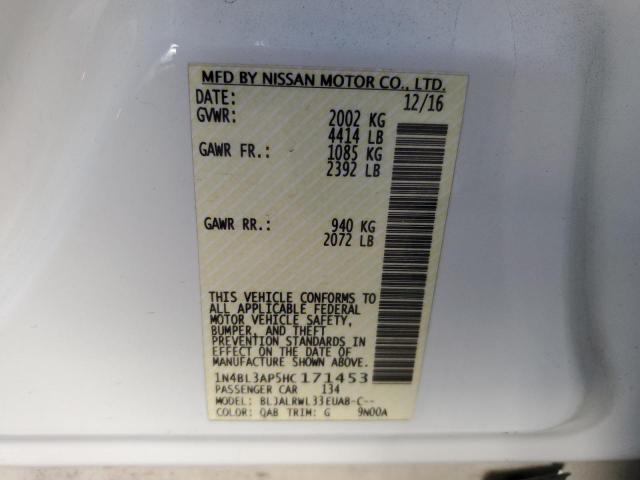 MFD BY NISSAN MOTOR CO., LTD.
DATE: 12/16
GVWR: 2002 KG
4414 LB
GAWR FR.: 1085 KG
2392 LB
GAWR RR.: 940 KG
2072 LB
THIS VEHICLE CONFORMS TO
ALL APPLICABLE FEDERAL
MOTOR VEHICLE SAFETY,
BUMPER, AND THEFT
PREVENTION STANDARDS IN
EFFECT ON THE DATE OF
MANUFACTURE SHOWN ABOVE
1N4BL3AP5HC171453
PASSENGER CAR 134
MODEL: BLJALRWL33EUAB-C--
COLOR: QAB TRIM: G 9N00A